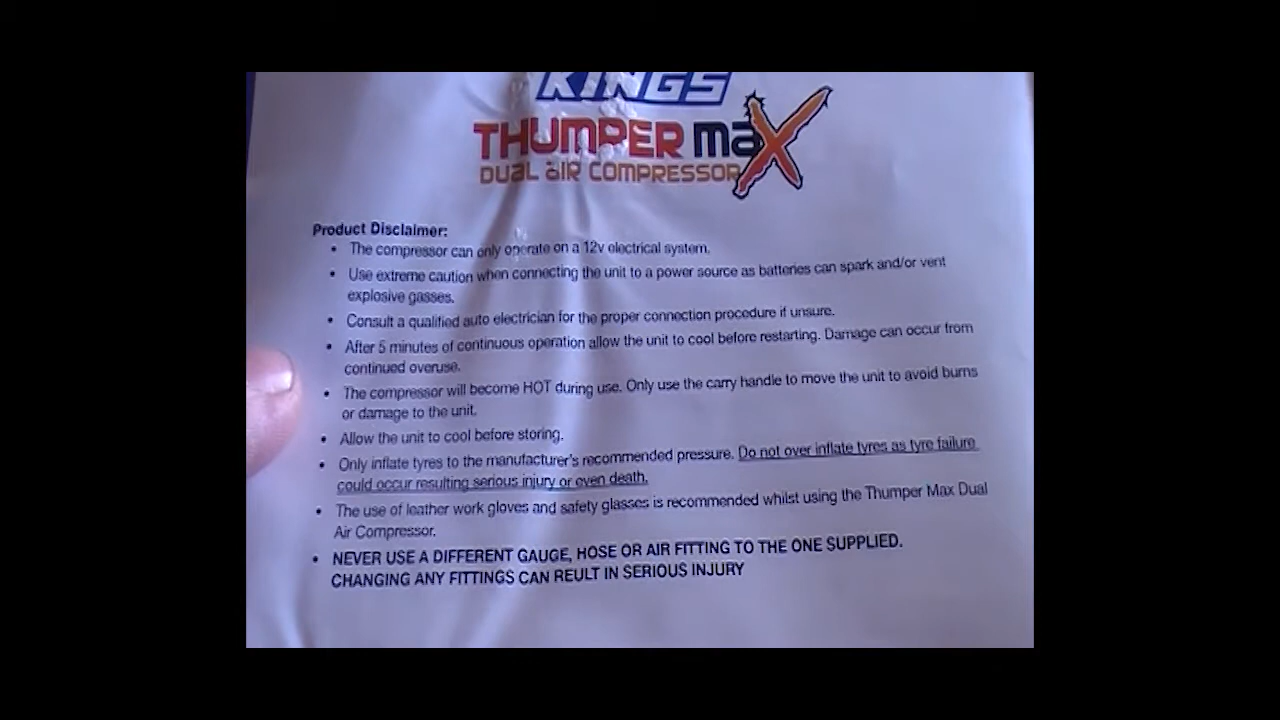 KINGS
THUMPER MAX
DUAL AIR COMPRESSOR
Product Disclaimer:
• The compressor can only operate on a 12v electrical system.
• Use extreme caution when connecting the unit to a power source as batteries can spark and/or vent
explosive gasses.
• Consult a qualified auto electrician for the proper connection procedure if unsure.
• After 5 minutes of continuous operation allow the unit to cool before restarting. Damage can occur from
continued overuse.
• The compressor will become HOT during use. Only use the carry handle to move the unit to avoid burns
or damage to the unit.
• Allow the unit to cool before storing.
• Only inflate tyres to the manufacturer's recommended pressure. Do not over inflate tyres as tyre failure
could occur resulting serious injury or even death.
• The use of leather work gloves and safety glasses is recommended whilst using the Thumper Max Dual
Air Compressor.
• NEVER USE A DIFFERENT GAUGE, HOSE OR AIR FITTING TO THE ONE SUPPLIED.
CHANGING ANY FITTINGS CAN REULT IN SERIOUS INJURY